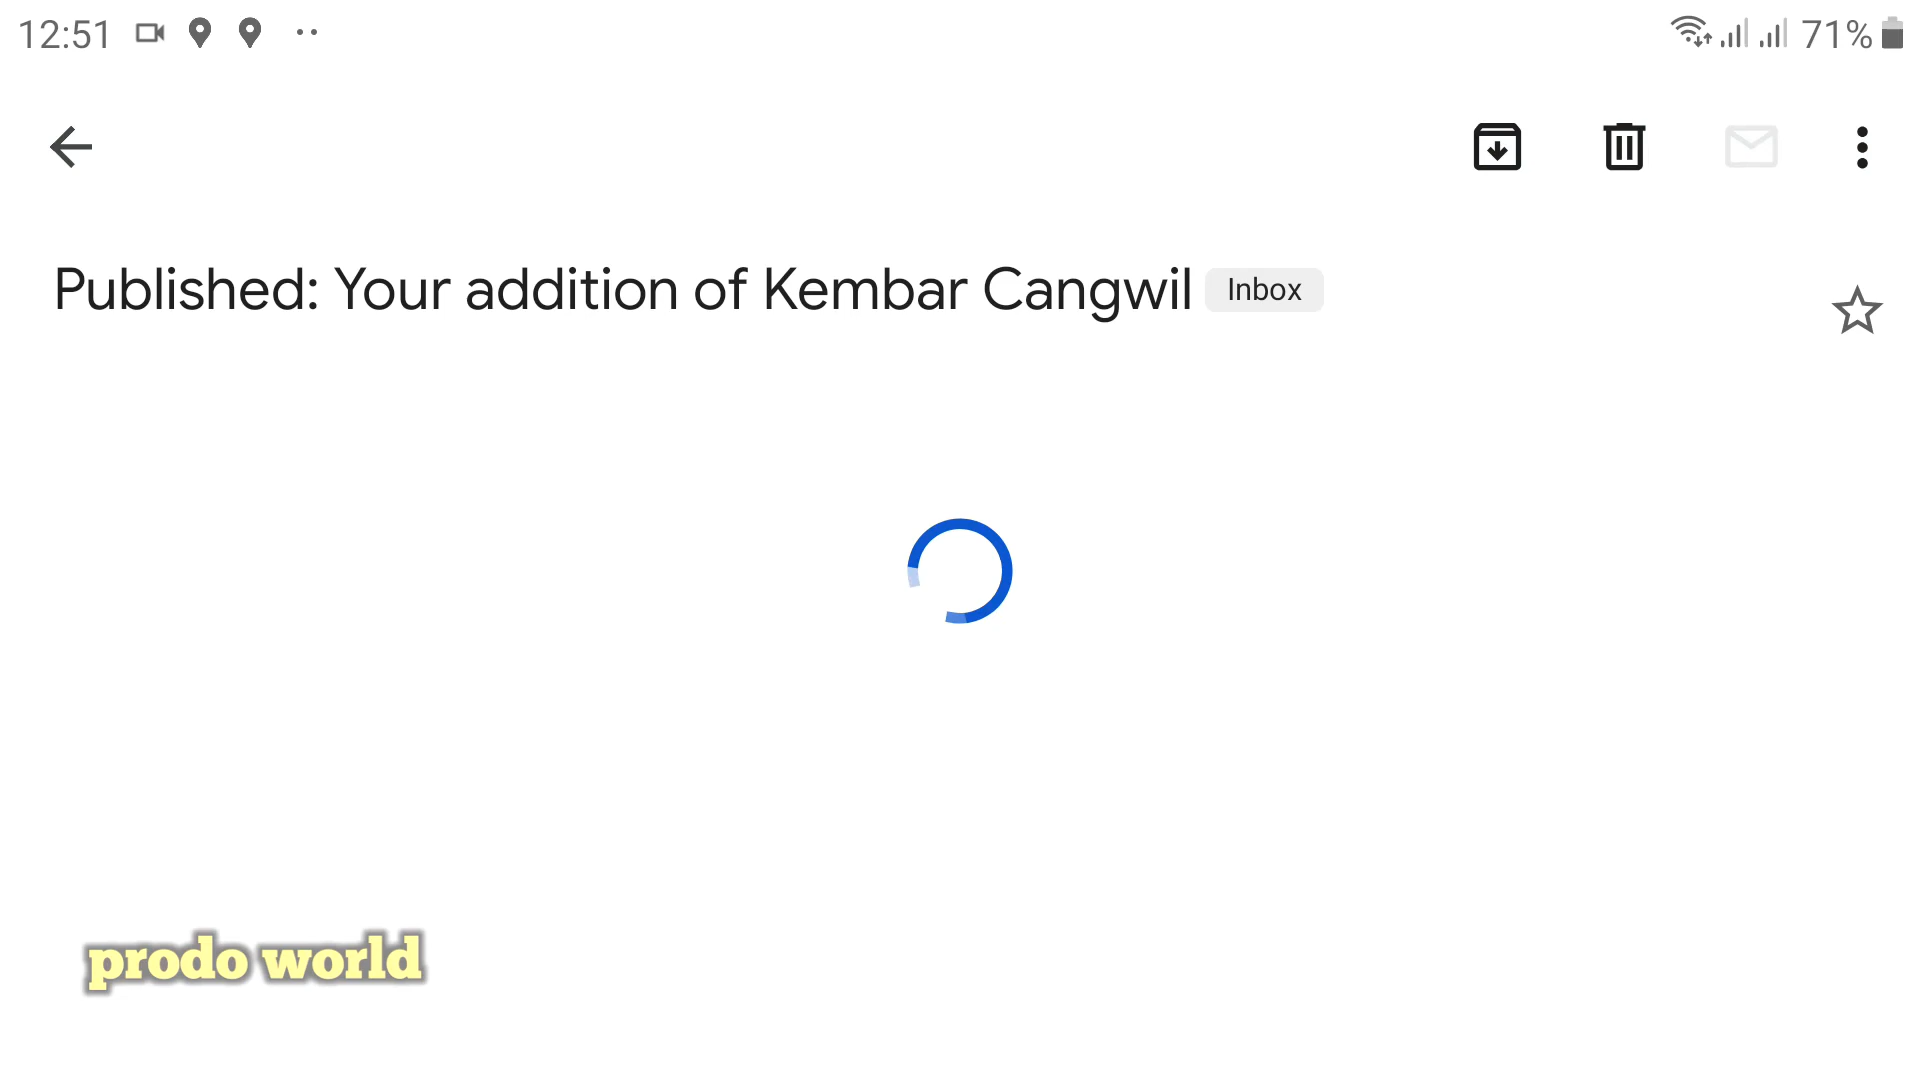 12:51
71%
Published: Your addition of Kembar Cangwil
Inbox
prodo world